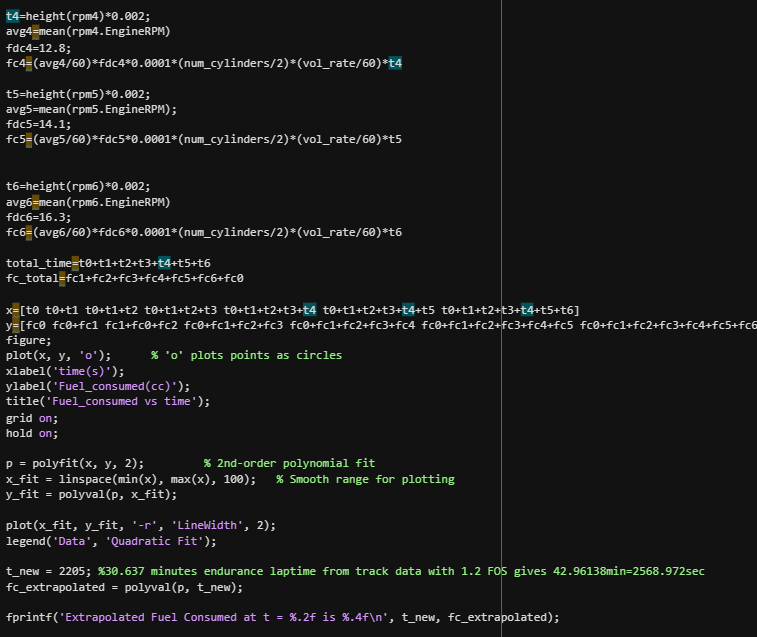 t4=height(rpm4)*0.002;
avg4=mean(rpm4.EngineRPM)
fdc4=12.8;
fc4=(avg4/60)*fdc4*0.0001*(num_cylinders/2)*(vol_rate/60)*t4
t5=height(rpm5)*0.002;
avg5=mean(rpm5.EngineRPM);
fdc5=14.1;
fc5=(avg5/60)*fdc5*0.0001*(num_cylinders/2)*(vol_rate/60)*t5
t6=height(rpm6)*0.002;
avg6=mean(rpm6.EngineRPM)
fdc6=16.3;
fc6=(avg6/60)*fdc6*0.0001*(num_cylinders/2)*(vol_rate/60)*t6
total_time=t0+t1+t2+t3+t4+t5+t6
fc_total=fc1+fc2+fc3+fc4+fc5+fc6+fc0
x=[t0 t0+t1 t0+t1+t2 t0+t1+t2+t3 t0+t1+t2+t3+t4 t0+t1+t2+t3+t4+t5 t0+t1+t2+t3+t4+t5+t6]
y=[fc0 fc0+fc1 fc1+fc0+fc2 fc0+fc1+fc2+fc3 fc0+fc1+fc2+fc3+fc4 fc0+fc1+fc2+fc3+fc4+fc5 fc0+fc1+fc2+fc3+fc4+fc5+fc6
figure;
plot(x, y, 'o'); % 'o' plots points as circles
xlabel('time(s)');
ylabel('Fuel_consumed(cc)');
title('Fuel_consumed vs time');
grid on;
hold on;
p = polyfit(x, y, 2); % 2nd-order polynomial fit
x_fit = linspace(min(x), max(x), 100); % Smooth range for plotting
y_fit = polyval(p, x_fit);
plot(x_fit, y_fit, '-r', 'LineWidth', 2);
legend('Data', 'Quadratic Fit');
t_new = 2205; %30.637 minutes endurance laptime from track data with 1.2 FOS gives 42.96138min=2568.972sec
fc_extrapolated = polyval(p, t_new);
fprintf('Extrapolated Fuel Consumed at t = %.2f is %.4f\n', t_new, fc_extrapolated);